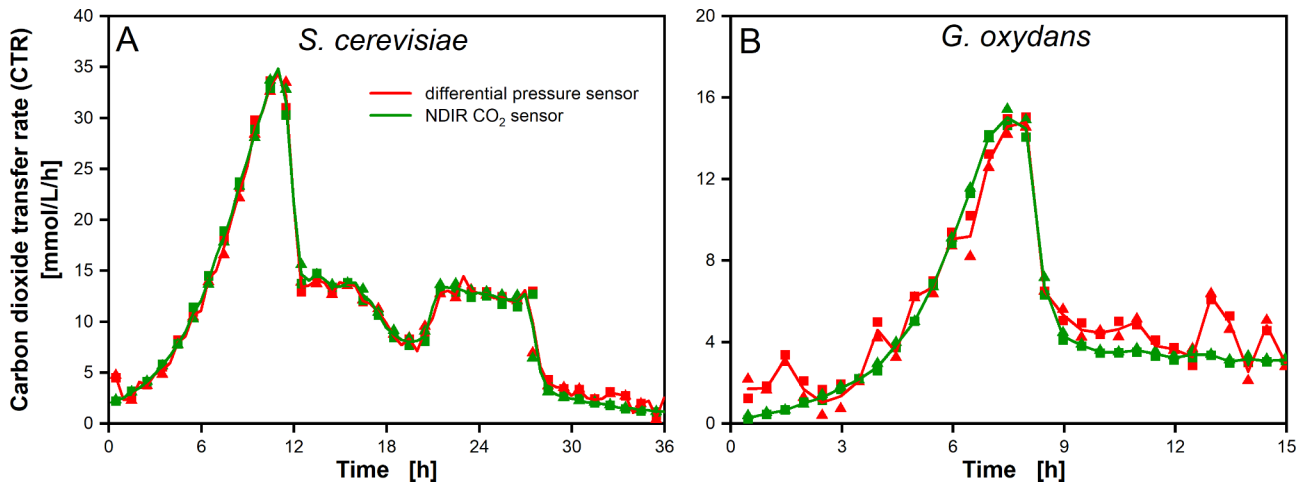 Carbon dioxide transfer rate (CTR)
[mmol/L/h]
A
S. cerevisiae
differential pressure sensor
NDIR CO₂ sensor
40
35
30
25
20
15
10
5
0
0 6 12 18 24 30 36
Time [h]
B
G. oxydans
20
16
12
8
4
0
0 3 6 9 12 15
Time [h]